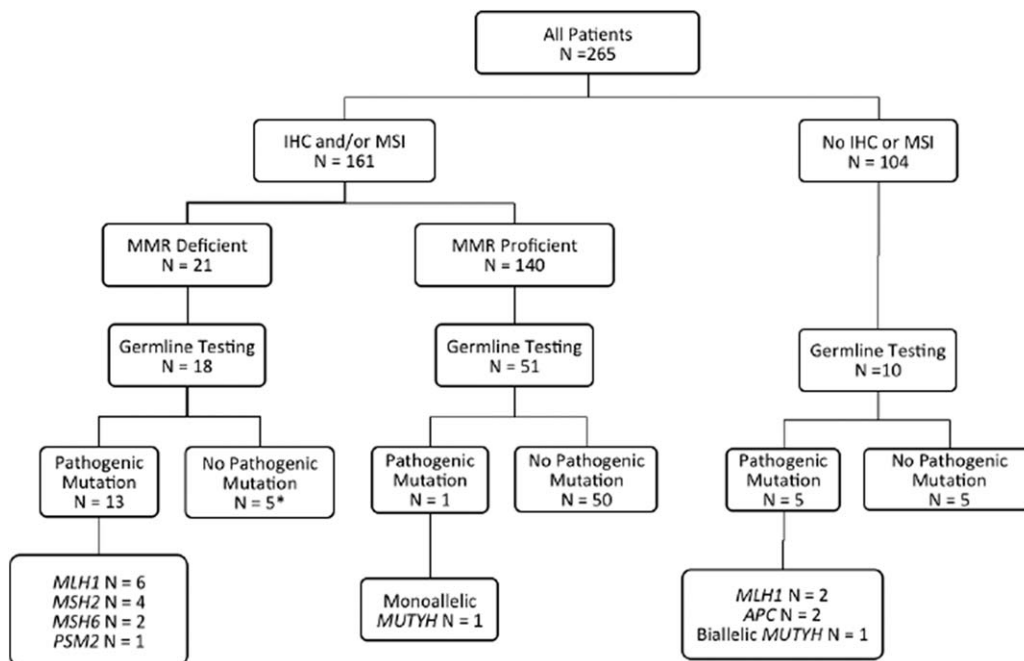 All Patients
N =265
IHC and/or MSI
N = 161
No IHC or MSI
N = 104
MMR Deficient
N = 21
MMR Proficient
N = 140
Germline Testing
N = 18
Germline Testing
N = 51
Germline Testing
N =10
Pathogenic
Mutation
N = 13
No Pathogenic
Mutation
N = 5*
Pathogenic
Mutation
N = 1
No Pathogenic
Mutation
N = 50
Pathogenic
Mutation
N = 5
No Pathogenic
Mutation
N = 5
MLH1 N = 6
MSH2 N = 4
MSH6 N = 2
PSM2 N = 1
Monoallelic
MUTYH N = 1
MLH1 N = 2
APC N = 2
Biallelic MUTYH N = 1